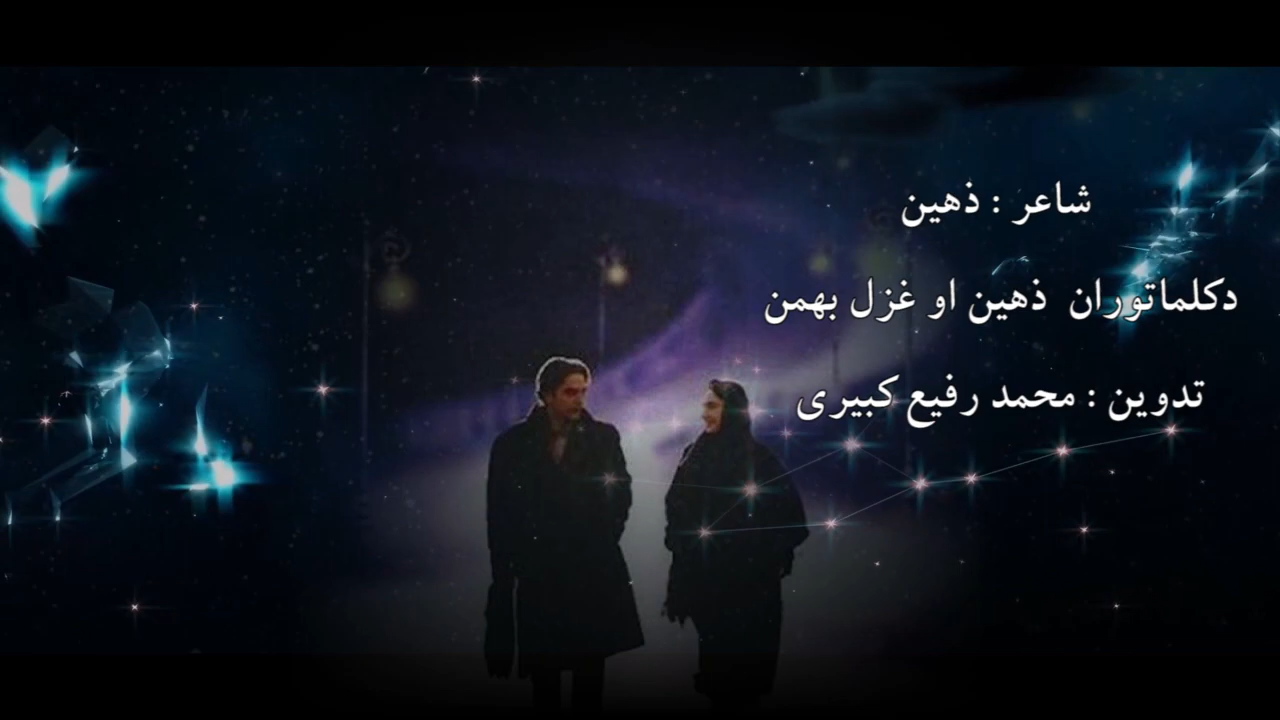 شاعر : ذهین
دکلماتوران ذهین او غزل بهمن
تدوین : محمد رفیع کبیری